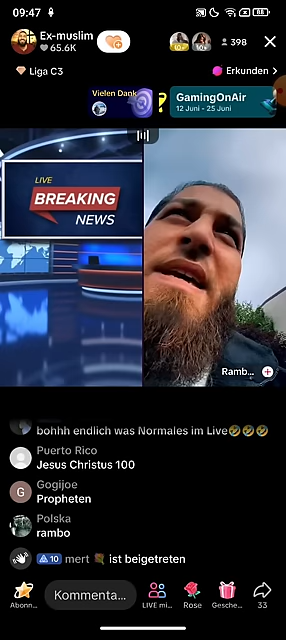 09:47
Ex-muslim
65.6K
398
Liga C3
Erkunden
Vielen Dank
GamingOnAir
12 Juni - 25 Juni
LIVE
BREAKING
NEWS
Ramb...
bohhh endlich was Normales im Live🤣🤣🤣
Puerto Rico
Jesus Christus 100
G
Gogijoe
Propheten
Polska
rambo
10 mert ist beigetreten
Abonn...
Kommenta...
LIVE mi...
Rose
Gesche...
33